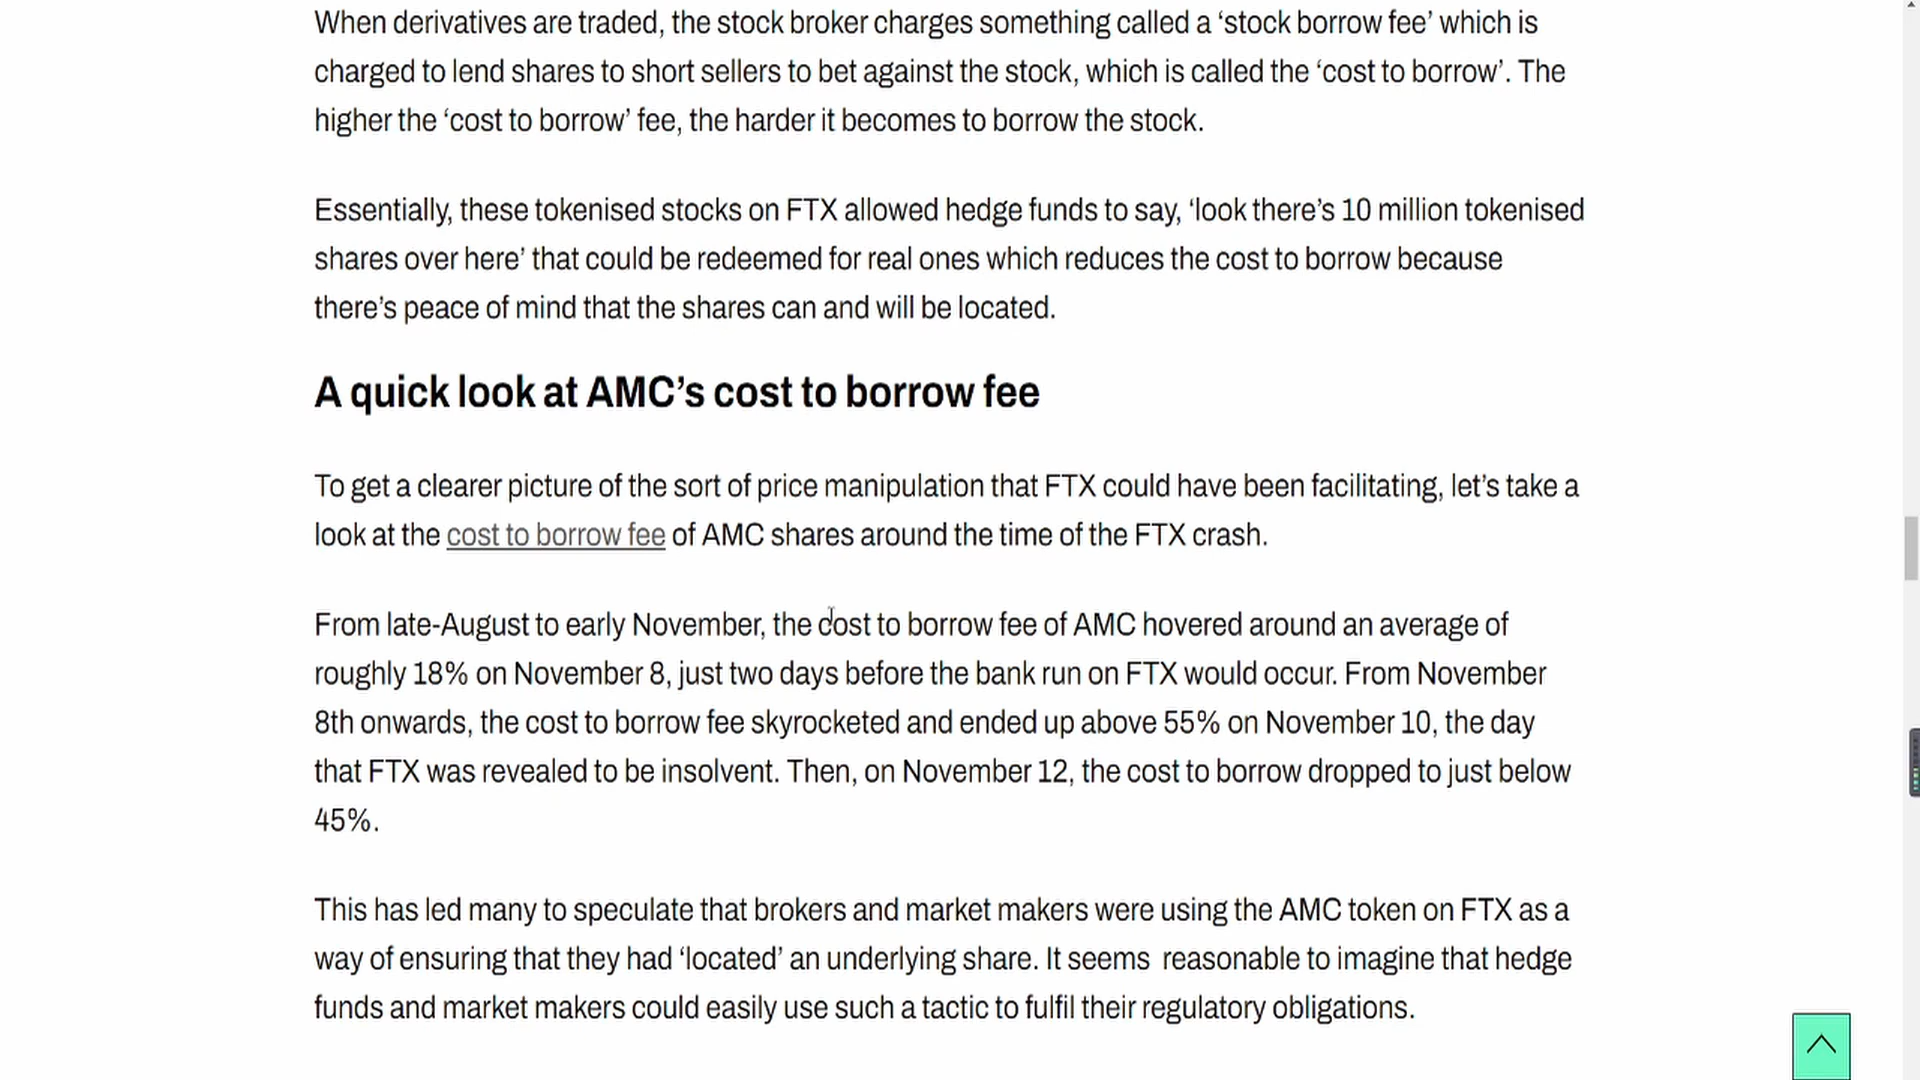 When derivatives are traded, the stock broker charges something called a ‘stock borrow fee’ which is
charged to lend shares to short sellers to bet against the stock, which is called the ‘cost to borrow’. The
higher the ‘cost to borrow’ fee, the harder it becomes to borrow the stock.
Essentially, these tokenised stocks on FTX allowed hedge funds to say, ‘look there’s 10 million tokenised
shares over here’ that could be redeemed for real ones which reduces the cost to borrow because
there’s peace of mind that the shares can and will be located.
A quick look at AMC’s cost to borrow fee
To get a clearer picture of the sort of price manipulation that FTX could have been facilitating, let’s take a
look at the cost to borrow fee of AMC shares around the time of the FTX crash.
From late-August to early November, the cost to borrow fee of AMC hovered around an average of
roughly 18% on November 8, just two days before the bank run on FTX would occur. From November
8th onwards, the cost to borrow fee skyrocketed and ended up above 55% on November 10, the day
that FTX was revealed to be insolvent. Then, on November 12, the cost to borrow dropped to just below
45%.
This has led many to speculate that brokers and market makers were using the AMC token on FTX as a
way of ensuring that they had ‘located’ an underlying share. It seems  reasonable to imagine that hedge
funds and market makers could easily use such a tactic to fulfil their regulatory obligations.